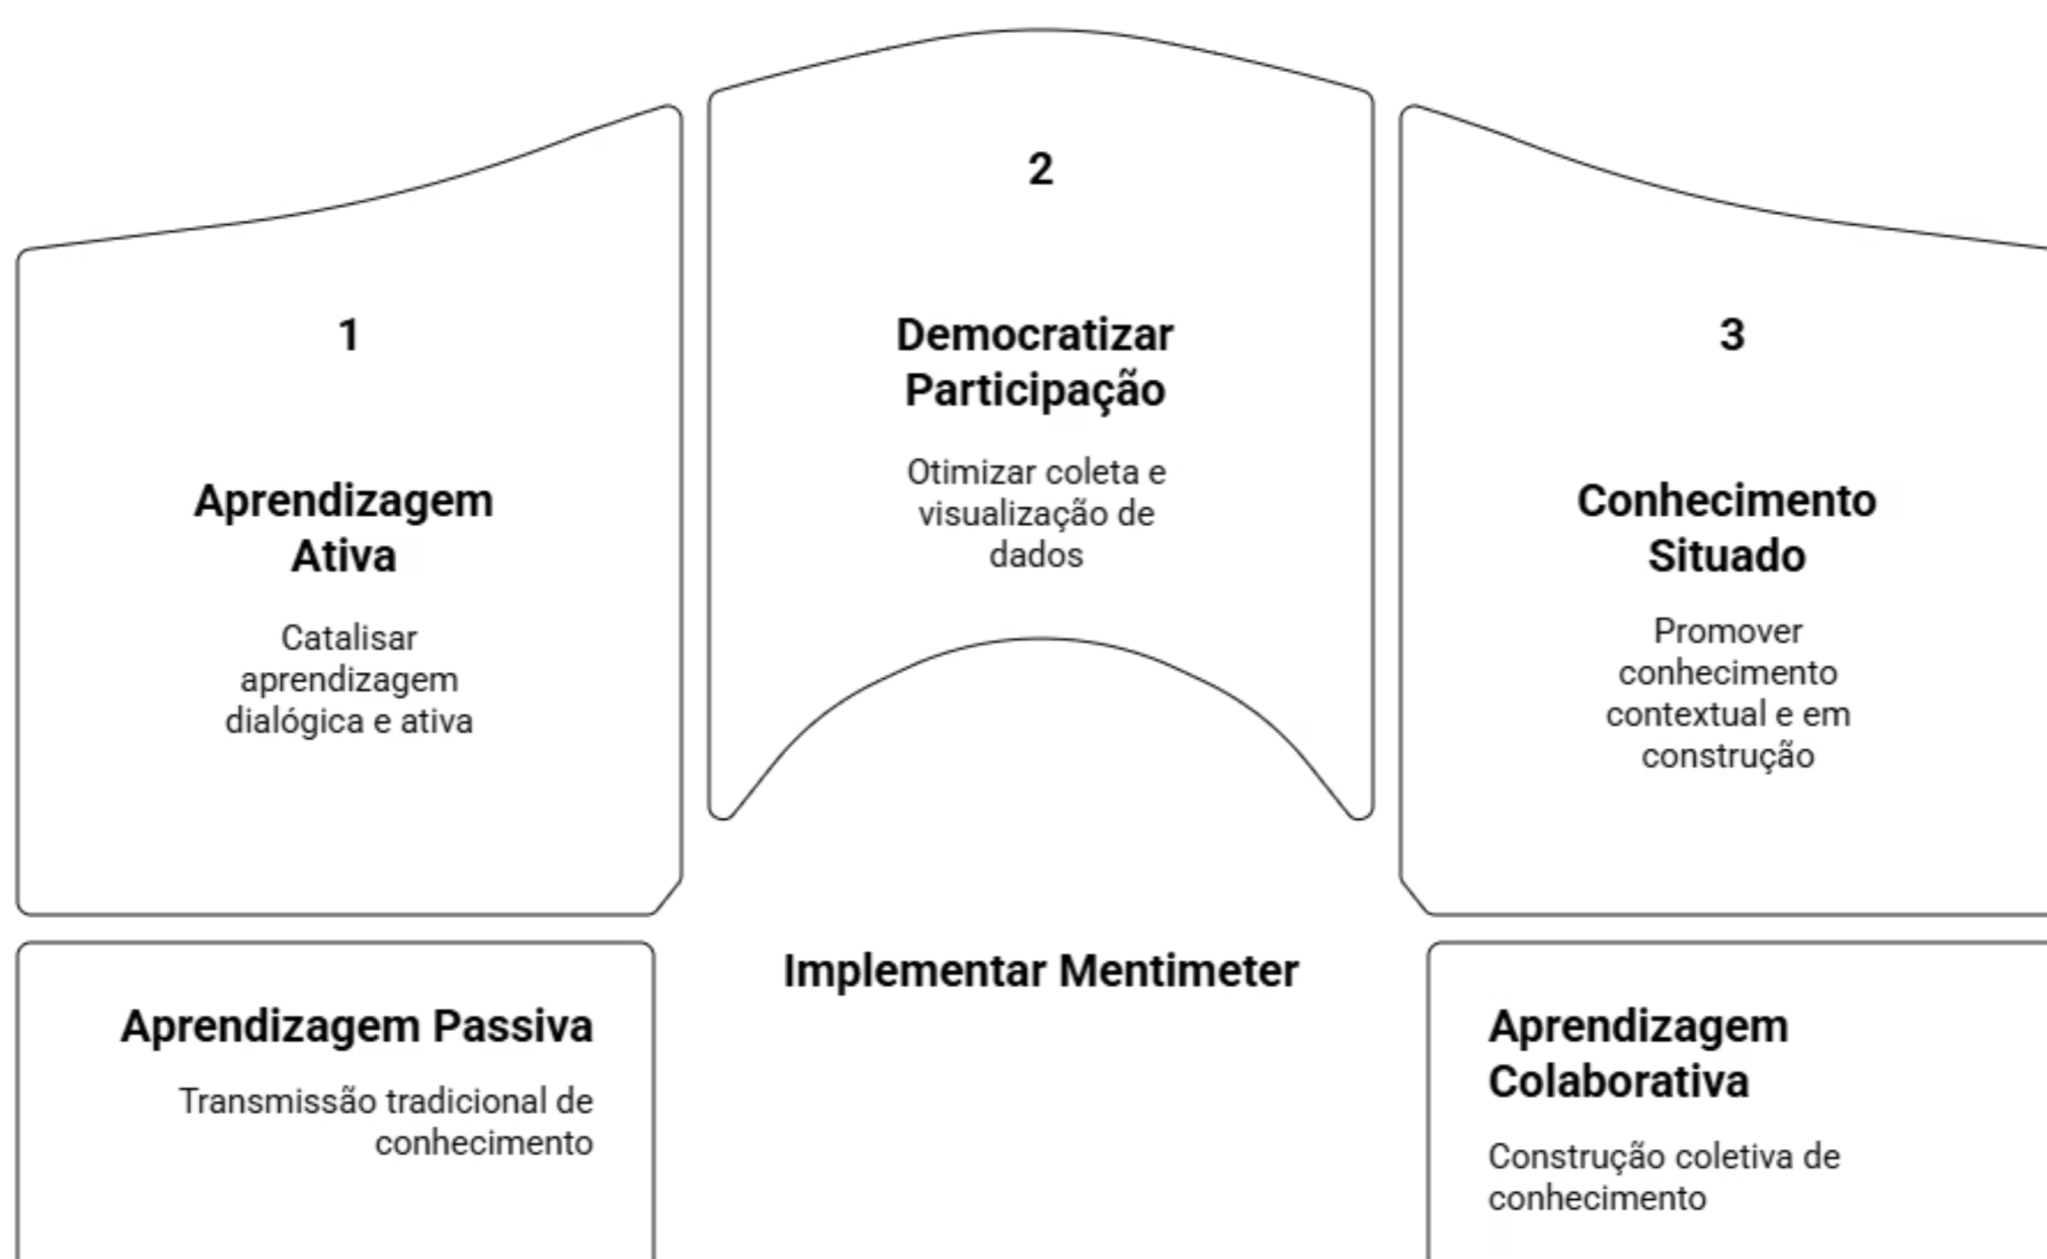 1
Aprendizagem
Ativa
Catalisar
aprendizagem
dialógica e ativa
2
Democratizar
Participação
Otimizar coleta e
visualização de
dados
3
Conhecimento
Situado
Promover
conhecimento
contextual e em
construção
Aprendizagem Passiva
Transmissão tradicional de
conhecimento
Implementar Mentimeter
Aprendizagem
Colaborativa
Construção coletiva de
conhecimento